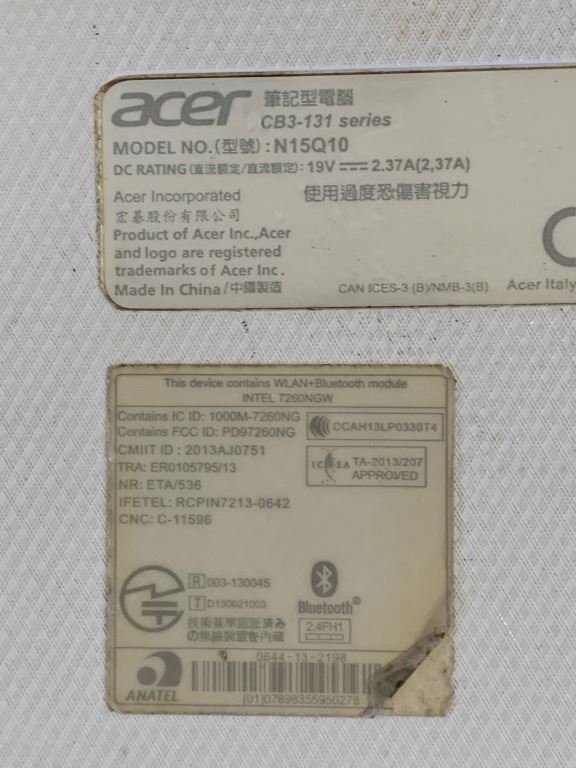 acer 筆記型電腦
CB3-131 series
MODEL NO.(型號) : N15Q10
DC RATING (直流額定/直流額定): 19V ⎓ 2.37A(2,37A)
Acer Incorporated 使用過度恐傷害視力
宏碁股份有限公司
Product of Acer Inc.,Acer
and logo are registered
trademarks of Acer Inc.
Made in China/中國製造
CAN ICES-3 (B)/NMB-3(B) Acer Italy
This device contains WLAN+Bluetooth module
INTEL 7260NGW
Contains IC ID: 1000M-7260NG
Contains FCC ID: PD97260NG
CCAH13LP0330T4
CMIIT ID : 2013AJ0751
TRA: ER0105795/13
NR: ETA/536
IFETEL: RCPIN7213-0642
CNC: C-11596
ICASA TA-2013/207
APPROVED
R 003-130045
T D130021003
技術基準認証済み
の無線装置を内蔵
Bluetooth®
2.4FH1
ANATEL
0644-13-2198
(01)07898355950278